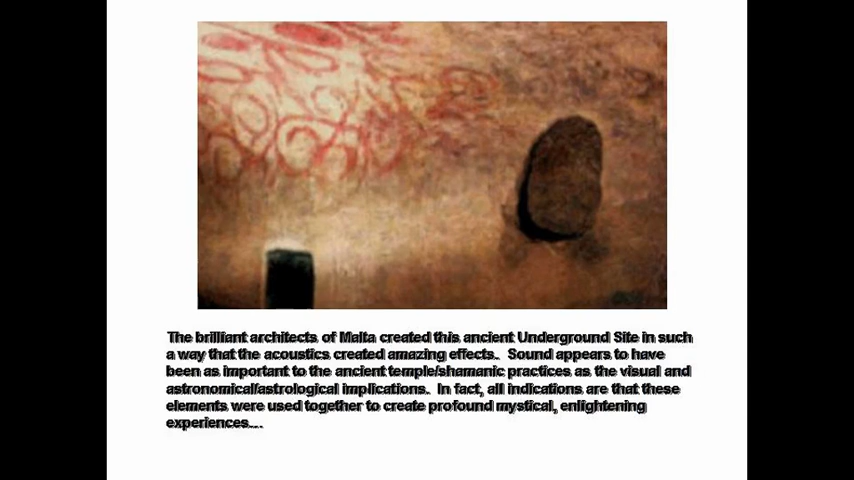 The brilliant architects of Malta created this ancient Underground Site in such
a way that the acoustics created amazing effects.  Sound appears to have
been as important to the ancient temple/shamanic practices as the visual and
astronomical/astrological implications.  In fact, all indications are that these
elements were used together to create profound mystical, enlightening
experiences....